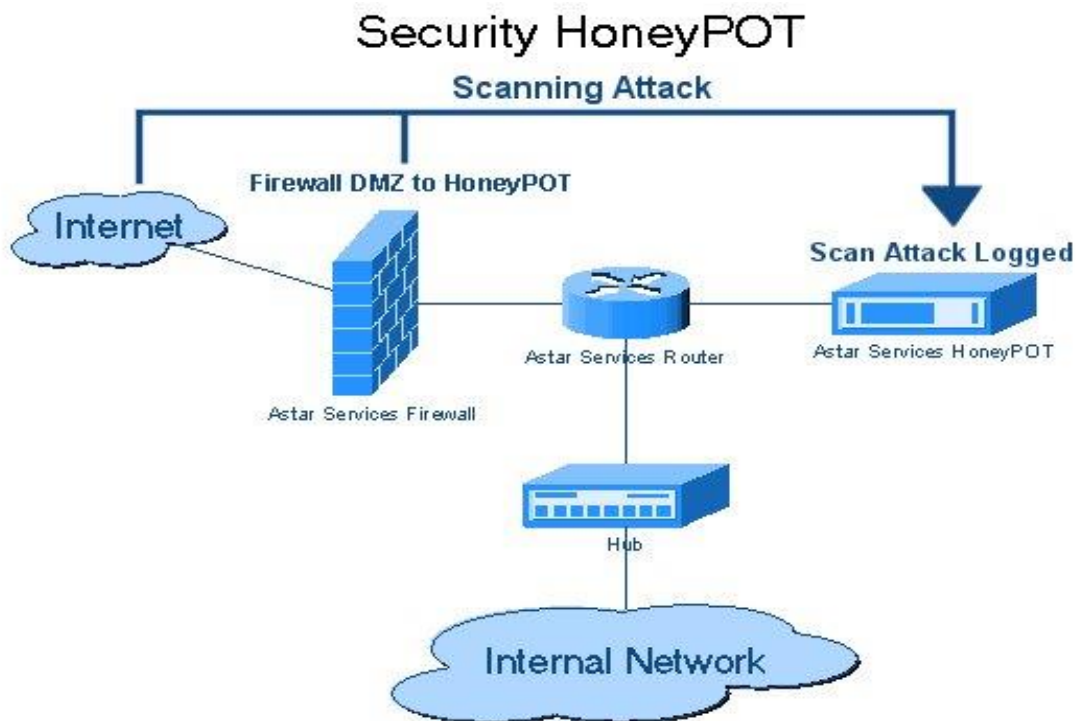 Security HoneyPOT
Scanning Attack
Firewall DMZ to HoneyPOT
Internet
Scan Attack Logged
Astar Services Router
Astar Services HoneyPOT
Astar Services Firewall
Hub
Internal Network